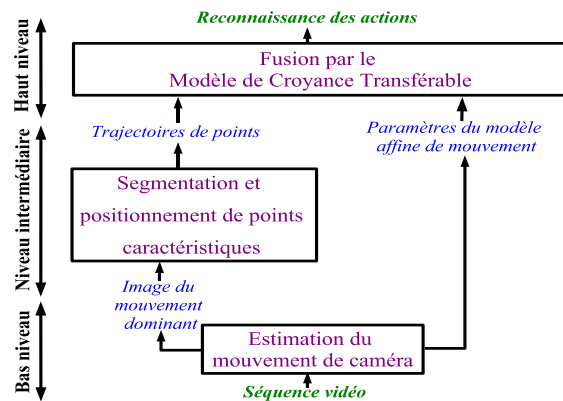 Reconnaissance des actions
Haut niveau
Fusion par le
Modèle de Croyance Transférable
Trajectoires de points
Paramètres du modèle
affine de mouvement
Niveau intermédiaire
Segmentation et
positionnement de points
caractéristiques
Image du
mouvement
dominant
Bas niveau
Estimation du
mouvement de caméra
Séquence vidéo